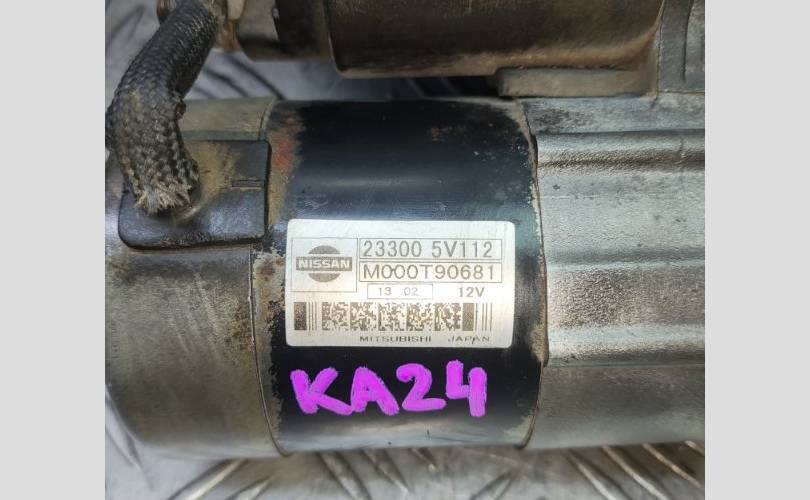 NISSAN
23300 5V112
M000T90681
13 02 12V
MITSUBISHI JAPAN
KA24